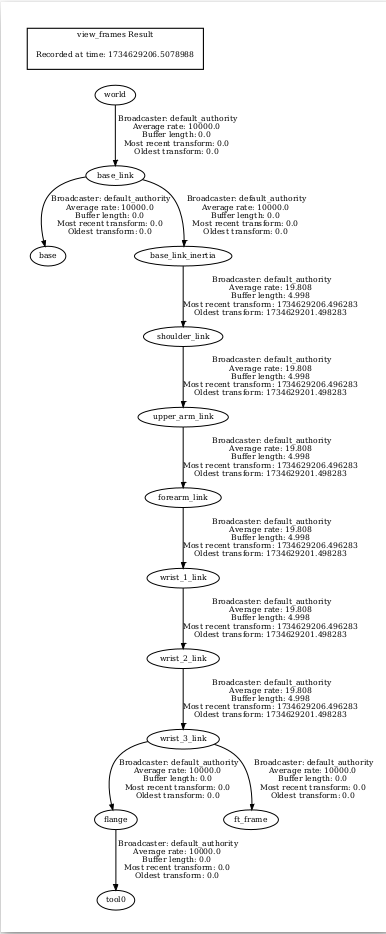 view_frames Result
Recorded at time: 1734629206.5078988
world
Broadcaster: default_authority
Average rate: 10000.0
Buffer length: 0.0
Most recent transform: 0.0
Oldest transform: 0.0
base_link
Broadcaster: default_authority
Average rate: 10000.0
Buffer length: 0.0
Most recent transform: 0.0
Oldest transform: 0.0
Broadcaster: default_authority
Average rate: 10000.0
Buffer length: 0.0
Most recent transform: 0.0
Oldest transform: 0.0
base
base_link_inertia
Broadcaster: default_authority
Average rate: 19.808
Buffer length: 4.998
Most recent transform: 1734629206.496283
Oldest transform: 1734629201.498283
shoulder_link
Broadcaster: default_authority
Average rate: 19.808
Buffer length: 4.998
Most recent transform: 1734629206.496283
Oldest transform: 1734629201.498283
upper_arm_link
Broadcaster: default_authority
Average rate: 19.808
Buffer length: 4.998
Most recent transform: 1734629206.496283
Oldest transform: 1734629201.498283
forearm_link
Broadcaster: default_authority
Average rate: 19.808
Buffer length: 4.998
Most recent transform: 1734629206.496283
Oldest transform: 1734629201.498283
wrist_1_link
Broadcaster: default_authority
Average rate: 19.808
Buffer length: 4.998
Most recent transform: 1734629206.496283
Oldest transform: 1734629201.498283
wrist_2_link
Broadcaster: default_authority
Average rate: 19.808
Buffer length: 4.998
Most recent transform: 1734629206.496283
Oldest transform: 1734629201.498283
wrist_3_link
Broadcaster: default_authority
Average rate: 10000.0
Buffer length: 0.0
Most recent transform: 0.0
Oldest transform: 0.0
Broadcaster: default_authority
Average rate: 10000.0
Buffer length: 0.0
Most recent transform: 0.0
Oldest transform: 0.0
flange
ft_frame
Broadcaster: default_authority
Average rate: 10000.0
Buffer length: 0.0
Most recent transform: 0.0
Oldest transform: 0.0
tool0